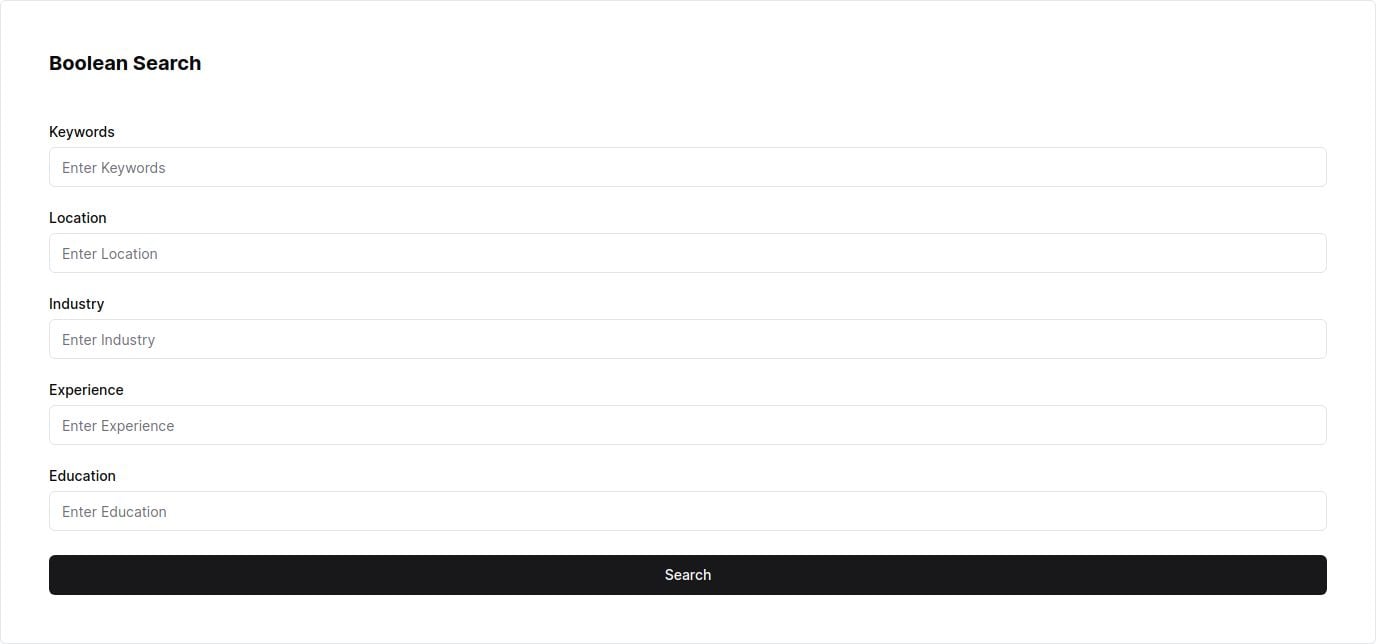 Boolean Search
Keywords
Enter Keywords
Location
Enter Location
Industry
Enter Industry
Experience
Enter Experience
Education
Enter Education
Search